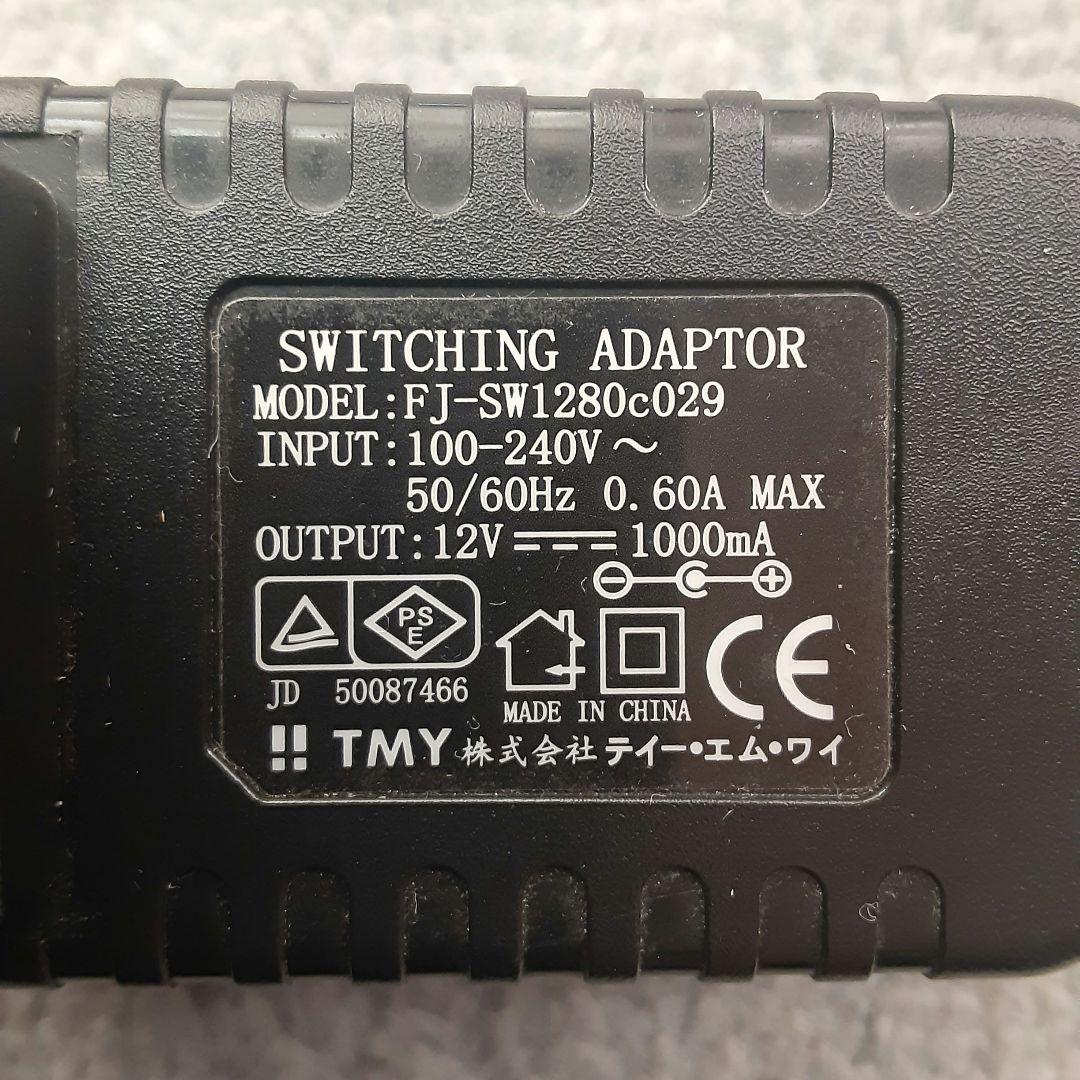 SWITCHING ADAPTOR
MODEL:FJ-SW1280c029
INPUT:100-240V～
50/60Hz 0.60A MAX
OUTPUT:12V⎓1000mA
PS
E
JD 50087466
MADE IN CHINA
CE
!! TMY 株式会社 テイー・エム・ワイ